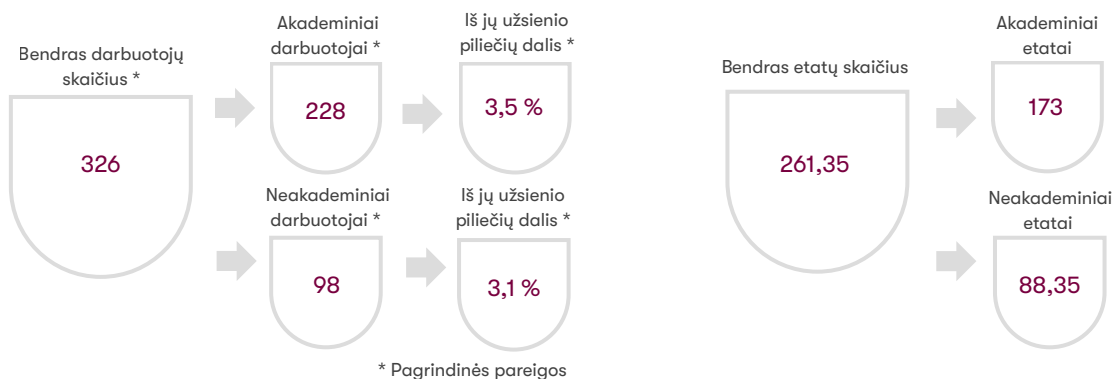 Bendras darbuotojų
skaičius *
326
Akademiniai
darbuotojai *
228
Iš jų užsienio
piliečių dalis *
3,5 %
Neakademiniai
darbuotojai *
98
Iš jų užsienio
piliečių dalis *
3,1 %
* Pagrindinės pareigos
Bendras etatų skaičius
261,35
Akademiniai
etatai
173
Neakademiniai
etatai
88,35